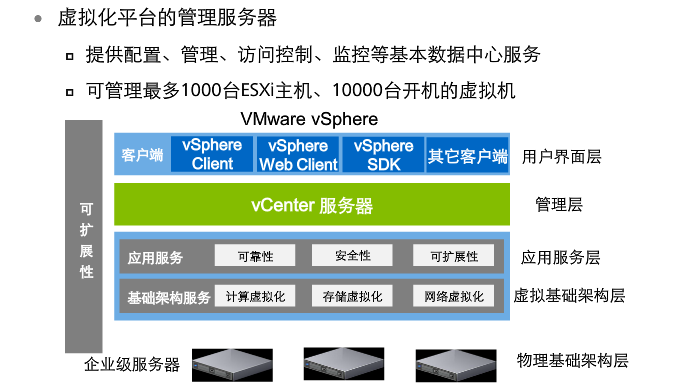 虚拟化平台的管理服务器
提供配置、管理、访问控制、监控等基本数据中心服务
可管理最多1000台ESXi主机、10000台开机的虚拟机
VMware vSphere
可扩展性
客户端
vSphere Client
vSphere Web Client
vSphere SDK
其它客户端
用户界面层
vCenter 服务器
管理层
应用服务
可靠性
安全性
可扩展性
应用服务层
基础架构服务
计算虚拟化
存储虚拟化
网络虚拟化
虚拟基础架构层
企业级服务器
物理基础架构层